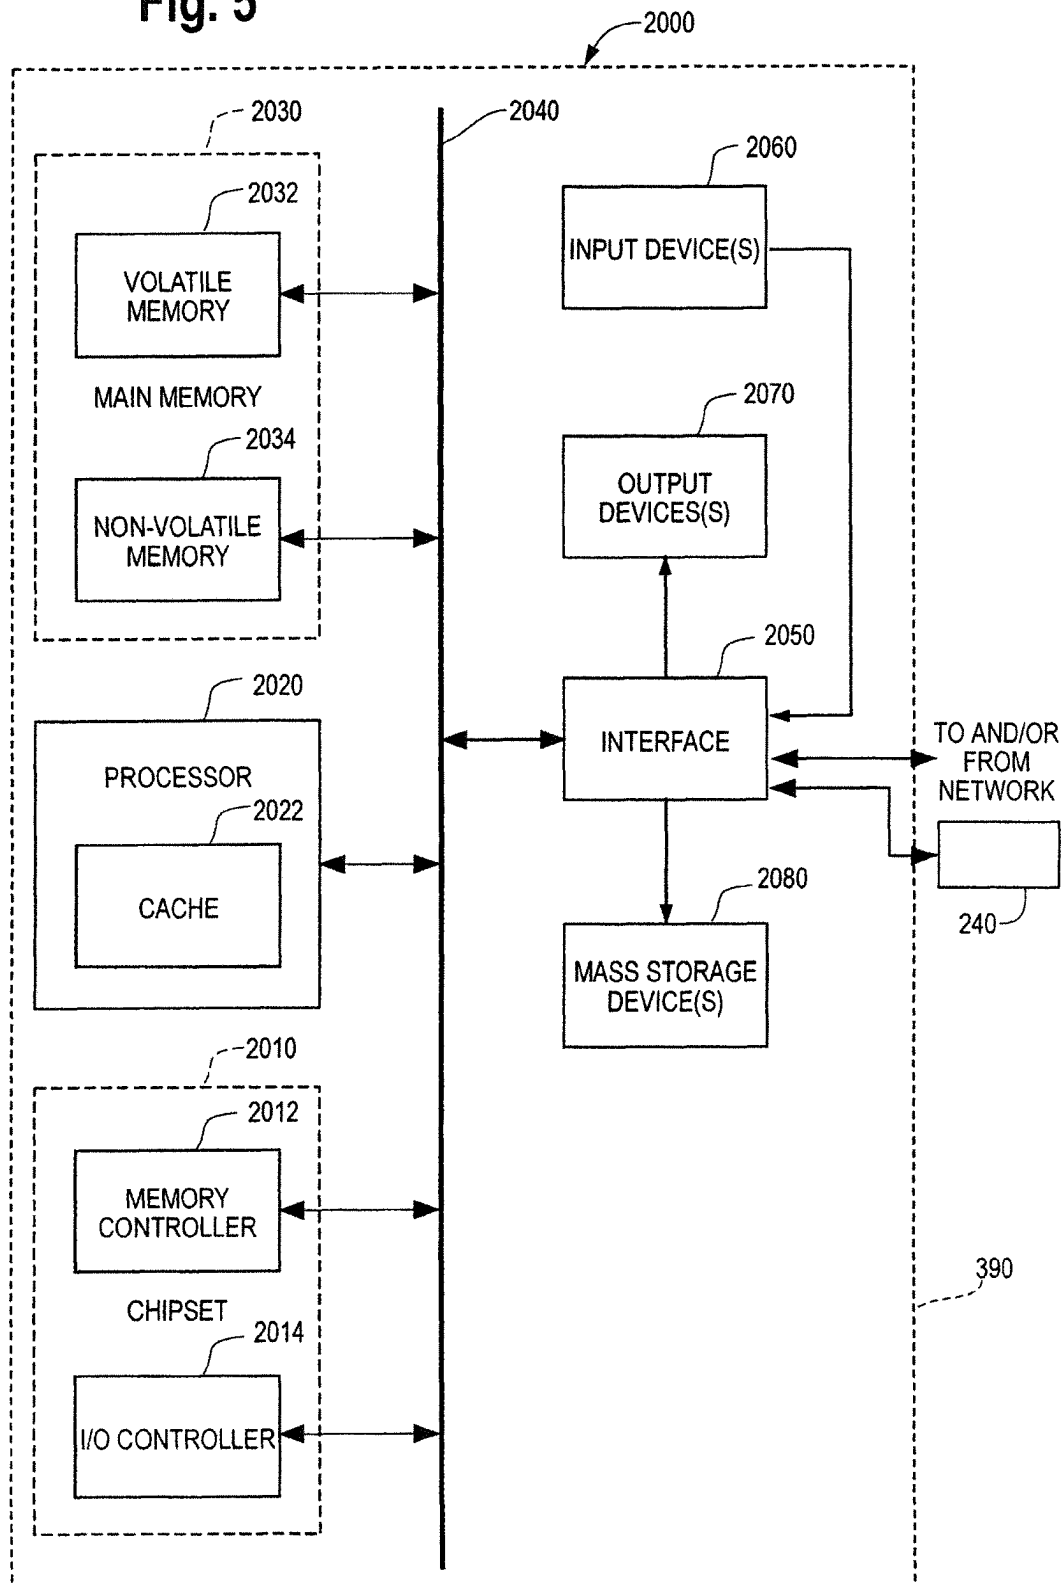 Fig. 5
2000
2030
2040
2060
2032
INPUT DEVICE(S)
VOLATILE
MEMORY
MAIN MEMORY
2070
2034
OUTPUT
DEVICES(S)
NON-VOLATILE
MEMORY
2050
2020
INTERFACE
TO AND/OR
FROM
NETWORK
PROCESSOR
2022
2080
CACHE
240
MASS STORAGE
DEVICE(S)
2010
2012
MEMORY
CONTROLLER
390
CHIPSET
2014
I/O CONTROLLER